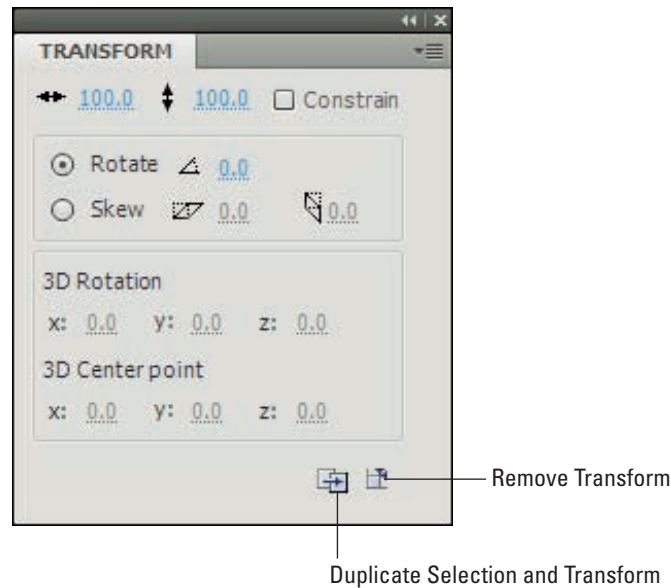 TRANSFORM
100.0 100.0 Constrain
Rotate 0.0
Skew 0.0 0.0
3D Rotation
x: 0.0 y: 0.0 z: 0.0
3D Center point
x: 0.0 y: 0.0 z: 0.0
Remove Transform
Duplicate Selection and Transform